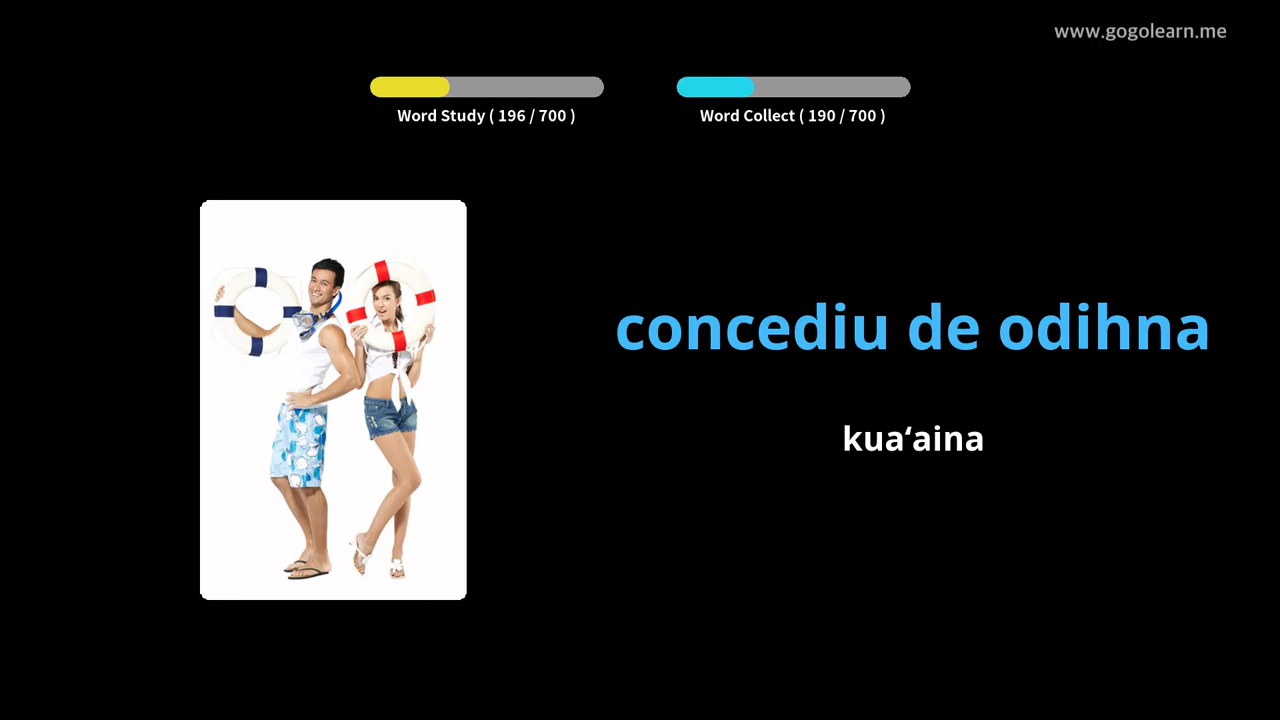 www.gogolearn.me
Word Study ( 196 / 700 )
Word Collect ( 190 / 700 )
concediu de odihna
kuaʻaina